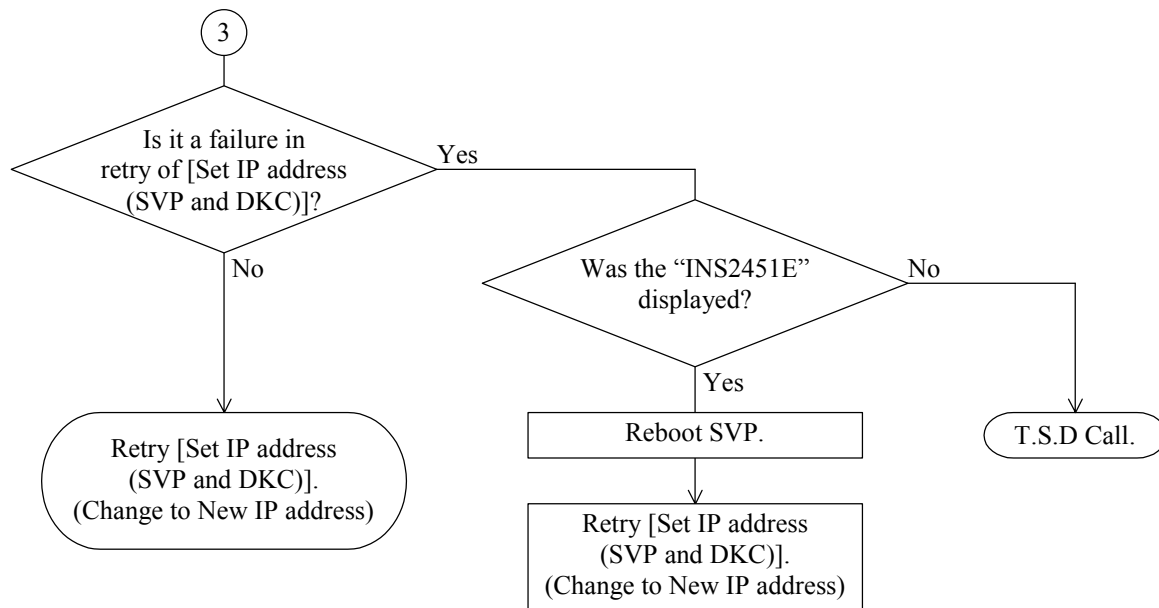 3
Is it a failure in
retry of [Set IP address
(SVP and DKC)]?
Yes
No
Was the “INS2451E”
displayed?
No
Yes
Retry [Set IP address
(SVP and DKC)].
(Change to New IP address)
Reboot SVP.
T.S.D Call.
Retry [Set IP address
(SVP and DKC)].
(Change to New IP address)